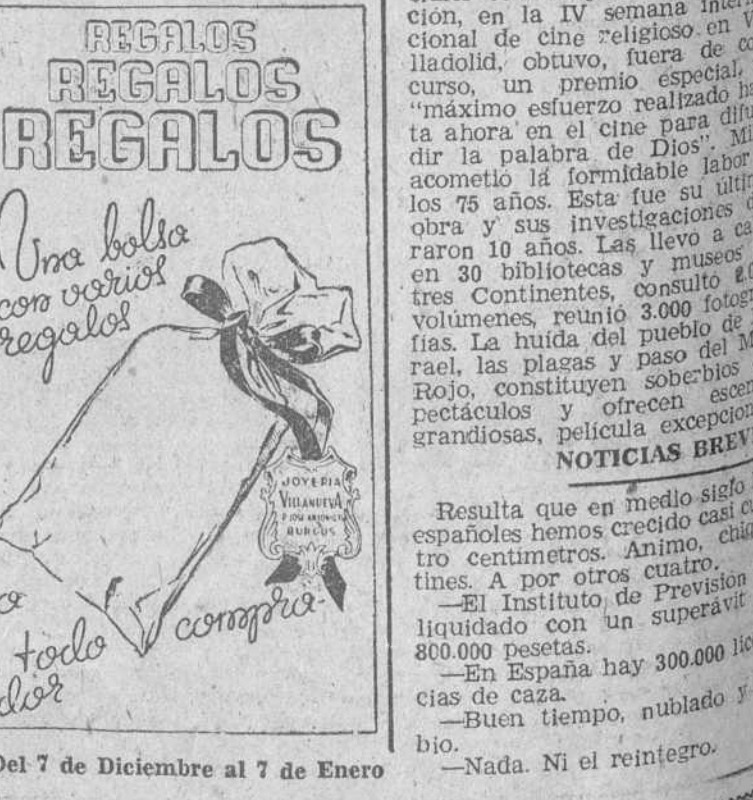 REGALOS
REGALOS
REGALOS
Una bolsa
con varios
regalos
JOYERIA
VILLANUEVA
BURGOS
todo compra-
dor
Del 7 de Diciembre al 7 de Enero
ción, en la IV semana
cional de cine religioso en
lladolid, obtuvo, fuera de
curso, un premio especial,
“máximo esfuerzo realizado
ta ahora en el cine para
dir la palabra de Dios”.
acometió la formidable labor
los 75 años. Esta fue su
obra y sus investigaciones
raron 10 años. Las llevo a
en 30 bibliotecas y museos
tres Continentes, consultó
volúmenes, reunió 3.000
fias. La huída del pueblo de
rael, las plagas y paso del
Rojo, constituyen soberbios
pectáculos y ofrecen
grandiosas, película
NOTICIAS
Resulta que en medio siglo
españoles hemos crecido casi
tro centímetros. Animo,
tines. A por otros cuatro.
—El Instituto de Previsión
liquidado con un superávit
800.000 pesetas.
—En España hay 300.000
cias de caza.
—Buen tiempo, nublado y
bio.
—Nada. Ni el reintegro.